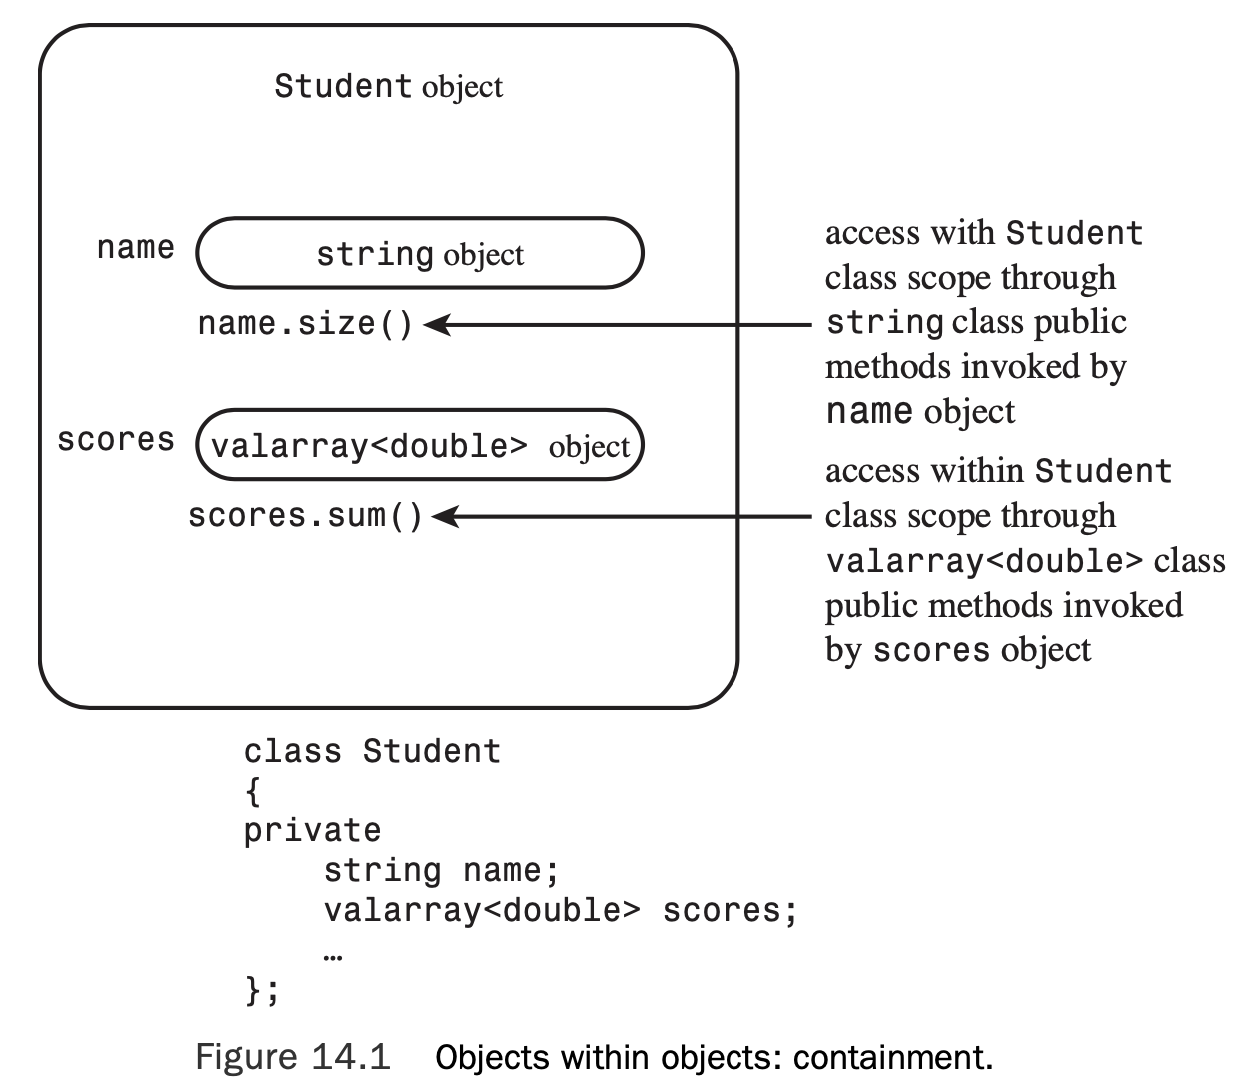 Student object
name
string object
name.size()
access with Student
class scope through
string class public
methods invoked by
name object
scores
valarray<double> object
scores.sum()
access within Student
class scope through
valarray<double> class
public methods invoked
by scores object
class Student
{
private
string name;
valarray<double> scores;
…
};
Figure 14.1 Objects within objects: containment.